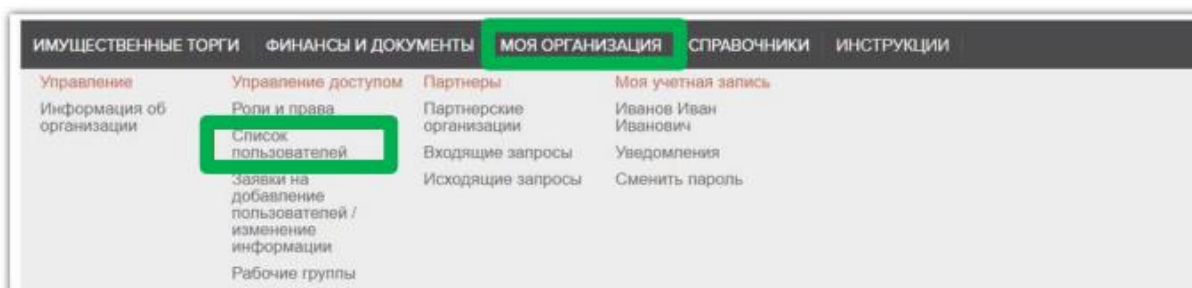 ИМУЩЕСТВЕННЫЕ ТОРГИ ФИНАНСЫ И ДОКУМЕНТЫ МОЯ ОРГАНИЗАЦИЯ СПРАВОЧНИКИ ИНСТРУКЦИИ
Управление
Информация об
организации
Управление доступом
Роли и права
Список
пользователей
Заявки на
добавление
пользователей /
изменение
информации
Рабочие группы
Партнеры
Партнерские
организации
Входящие запросы
Исходящие запросы
Моя учетная запись
Иванов Иван
Иванович
Уведомления
Сменить пароль